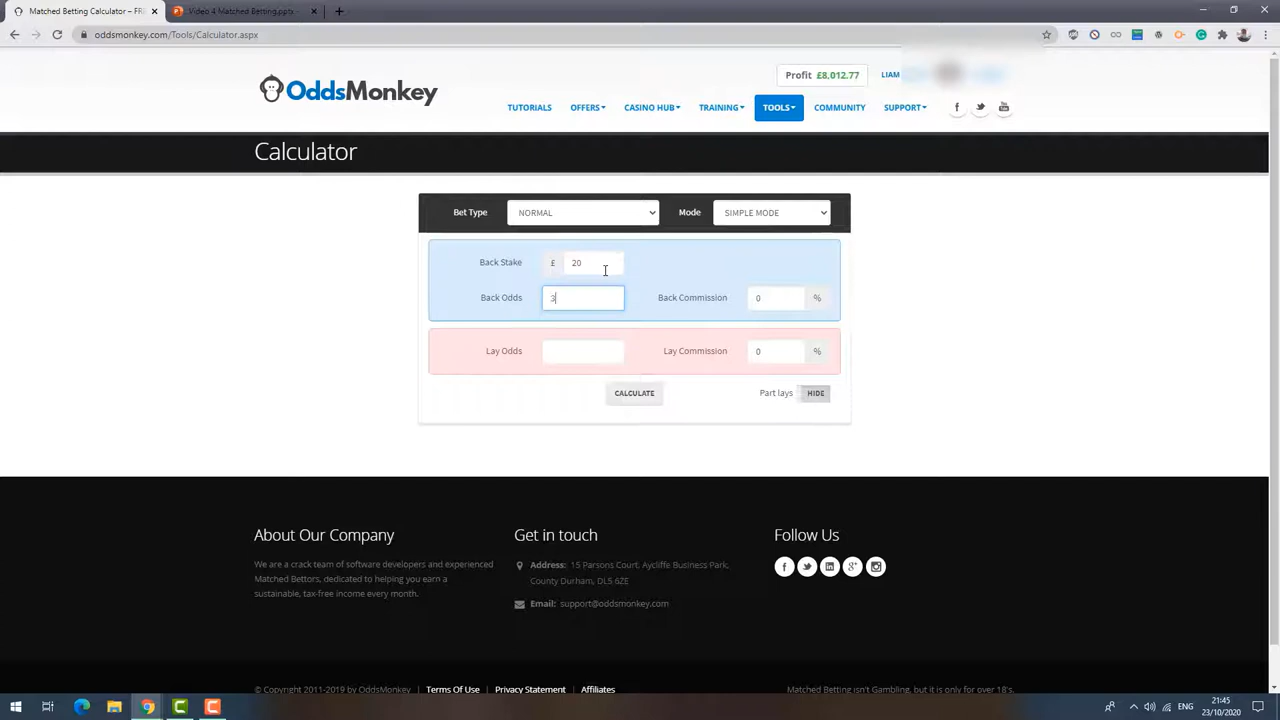 Matched Betting Calculator - FRE
Video 4 Matched Betting.pptx
oddsmonkey.com/Tools/Calculator.aspx
Profit £8,012.77
LIAM
OddsMonkey
TUTORIALS OFFERS CASINO HUB TRAINING TOOLS COMMUNITY SUPPORT
Calculator
Bet Type NORMAL Mode SIMPLE MODE
Back Stake £ 20
Back Odds 3 Back Commission 0 %
Lay Odds Lay Commission 0 %
CALCULATE Part lays HIDE
About Our Company
We are a crack team of software developers and experienced
Matched Bettors, dedicated to helping you earn a
sustainable, tax-free income every month.
Get in touch
Address: 15 Parsons Court, Aycliffe Business Park,
County Durham, DL5 6ZE
Email: support@oddsmonkey.com
Follow Us
© Copyright 2011-2019 by OddsMonkey | Terms Of Use | Privacy Statement | Affiliates
Matched Betting isn't Gambling, but it is only for over 18's.
ENG
21:45
23/10/2020